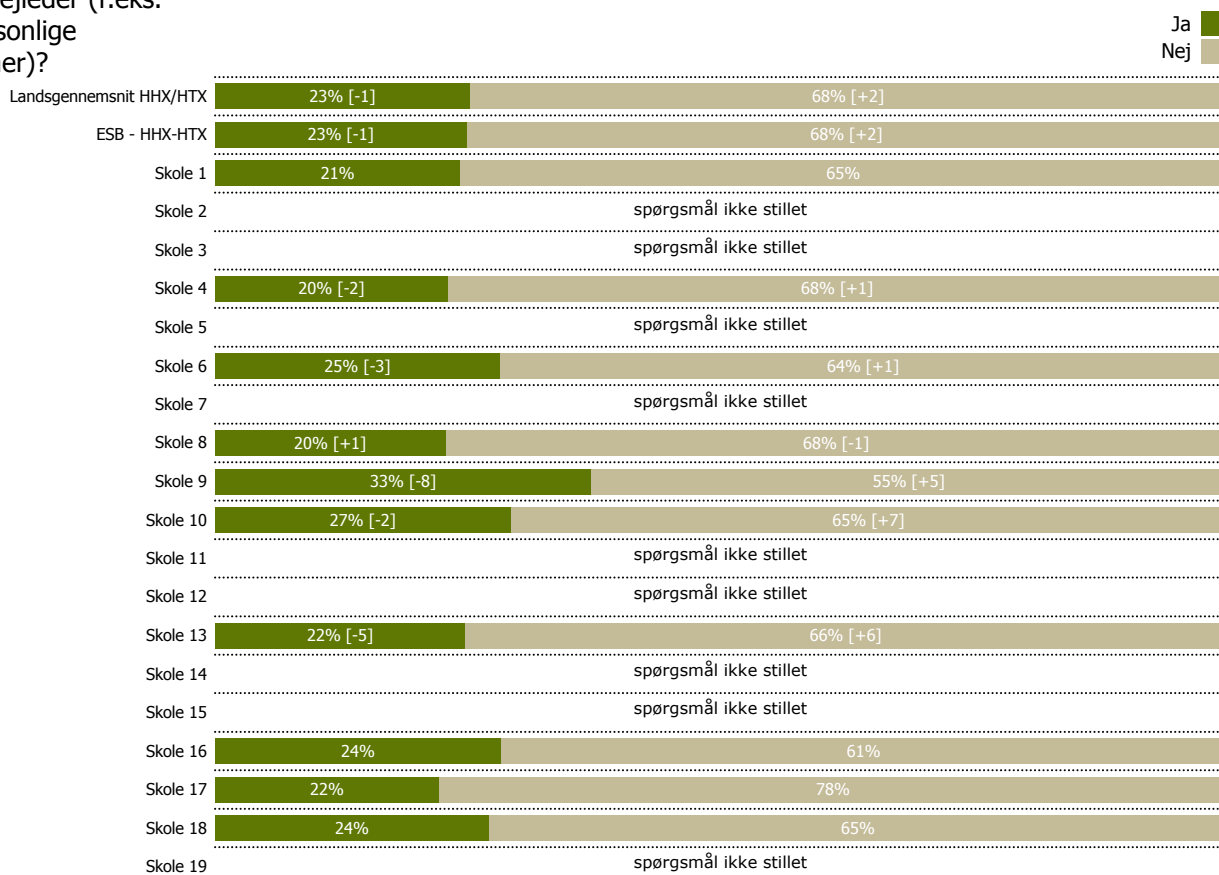 (f.eks.
Ja
Nej
Landsgennemsnit HHX/HTX 23% [-1] 68% [+2]
ESB - HHX-HTX 23% [-1] 68% [+2]
Skole 1 21% 65%
Skole 2 spørgsmål ikke stillet
Skole 3 spørgsmål ikke stillet
Skole 4 20% [-2] 68% [+1]
Skole 5 spørgsmål ikke stillet
Skole 6 25% [-3] 64% [+1]
Skole 7 spørgsmål ikke stillet
Skole 8 20% [+1] 68% [-1]
Skole 9 33% [-8] 55% [+5]
Skole 10 27% [-2] 65% [+7]
Skole 11 spørgsmål ikke stillet
Skole 12 spørgsmål ikke stillet
Skole 13 22% [-5] 66% [+6]
Skole 14 spørgsmål ikke stillet
Skole 15 spørgsmål ikke stillet
Skole 16 24% 61%
Skole 17 22% 78%
Skole 18 24% 65%
Skole 19 spørgsmål ikke stillet